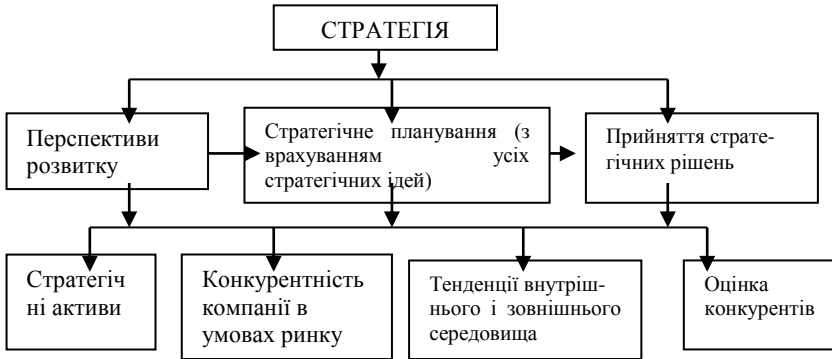 СТРАТЕГІЯ
Перспективи
розвитку
Стратегічне планування (з
врахуванням усіх
стратегічних ідей)
Прийняття страте-
гічних рішень
Стратегіч
ні активи
Конкурентність
компанії в
умовах ринку
Тенденції внутріш-
нього і зовнішнього
середовища
Оцінка
конкурентів